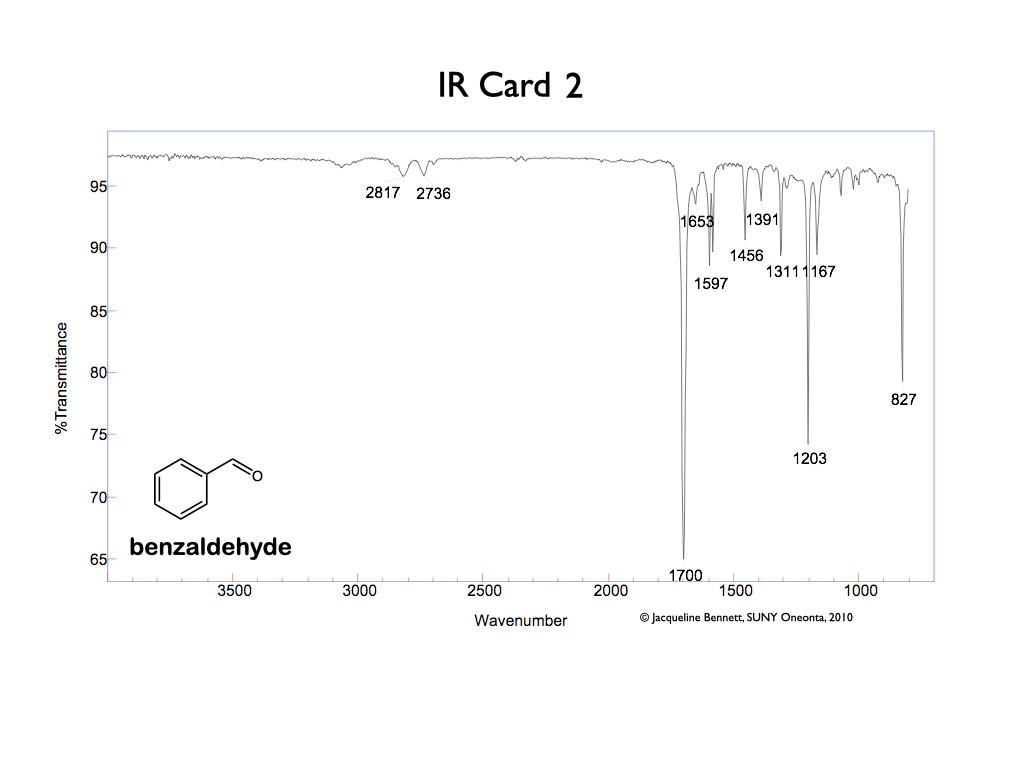 IR Card 2
95
90
85
80
75
70
65
%Transmittance
2817
2736
1653
1597
1456
1391
1311
1167
827
1203
1700
O
benzaldehyde
3500 3000 2500 2000 1500 1000
Wavenumber
© Jacqueline Bennett, SUNY Oneonta, 2010